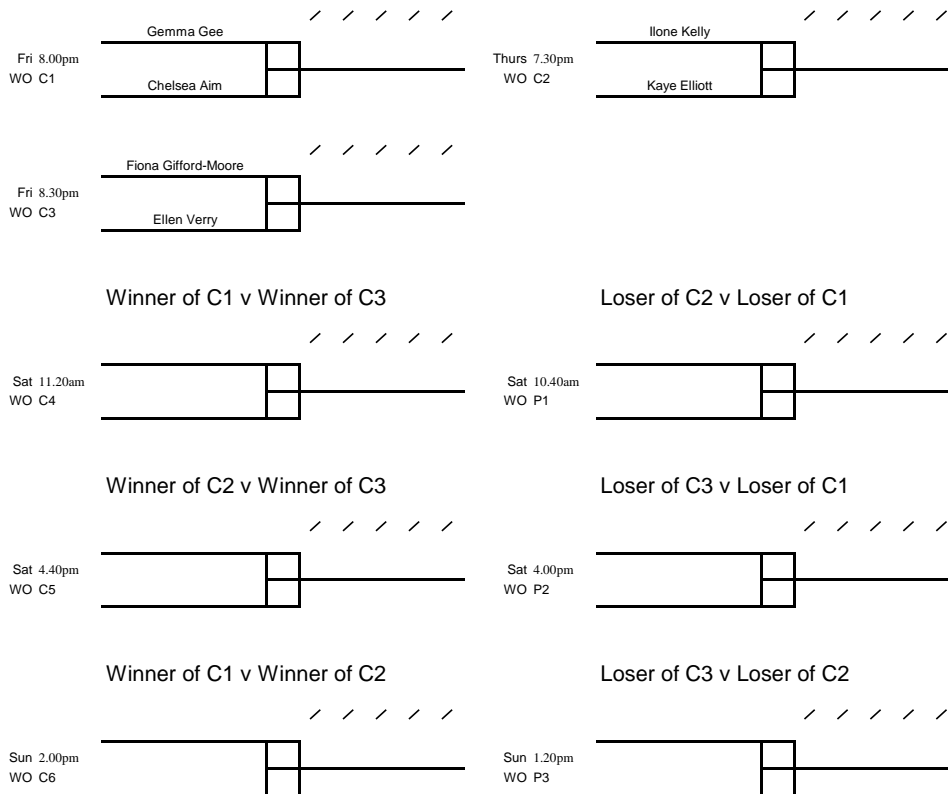 Gemma Gee
Fri 8.00pm
WO C1
Chelsea Aim
Ilone Kelly
Thurs 7.30pm
WO C2
Kaye Elliott
Fiona Gifford-Moore
Fri 8.30pm
WO C3
Ellen Verry
Winner of C1 v Winner of C3
Loser of C2 v Loser of C1
Sat 11.20am
WO C4
Sat 10.40am
WO P1
Winner of C2 v Winner of C3
Loser of C3 v Loser of C1
Sat 4.40pm
WO C5
Sat 4.00pm
WO P2
Winner of C1 v Winner of C2
Loser of C3 v Loser of C2
Sun 2.00pm
WO C6
Sun 1.20pm
WO P3